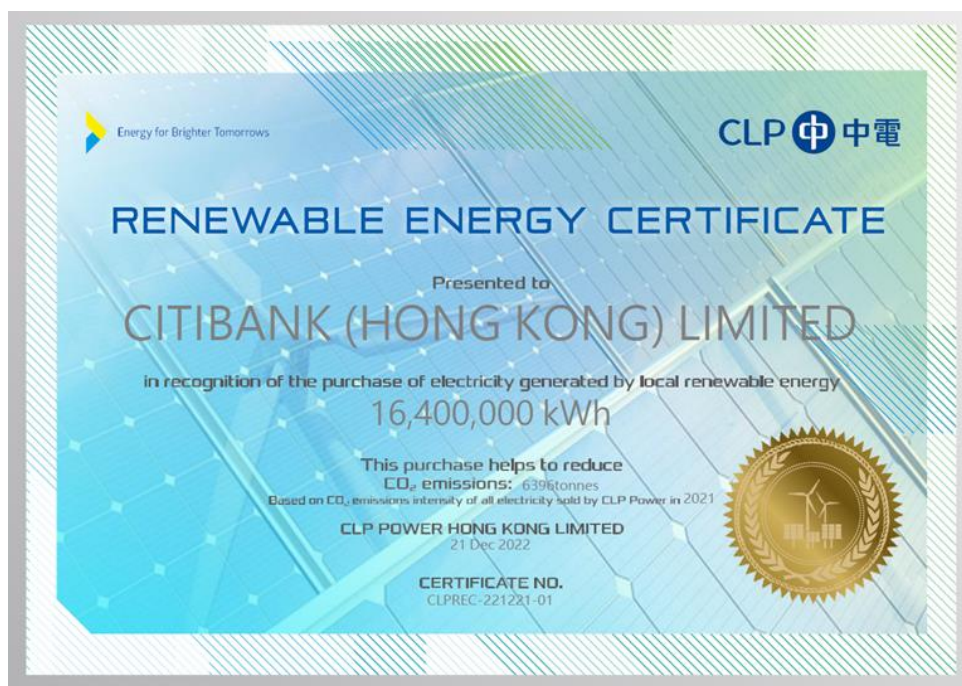 Energy for Brighter Tomorrows
CLP 中 中電
RENEWABLE ENERGY CERTIFICATE
Presented to
CITIBANK (HONG KONG) LIMITED
in recognition of the purchase of electricity generated by local renewable energy
16,400,000 kWh
This purchase helps to reduce
CO₂ emissions: 6396tonnes
Based on CO₂ emissions intensity of all electricity sold by CLP Power in 2021
CLP POWER HONG KONG LIMITED
21 Dec 2022
CERTIFICATE NO.
CLPREC-221221-01